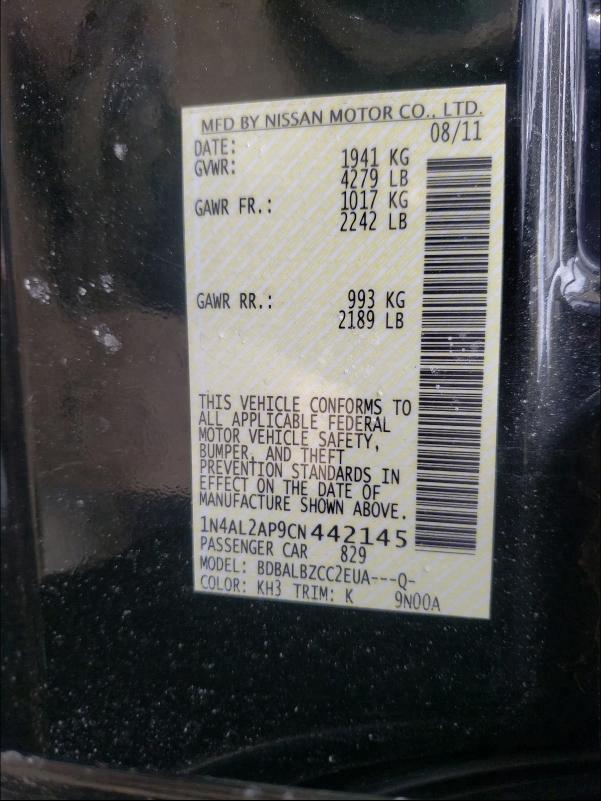 MFD BY NISSAN MOTOR CO., LTD.
DATE: 08/11
GVWR: 1941 KG
4279 LB
GAWR FR.: 1017 KG
2242 LB
GAWR RR.: 993 KG
2189 LB
THIS VEHICLE CONFORMS TO
ALL APPLICABLE FEDERAL
MOTOR VEHICLE SAFETY,
BUMPER, AND THEFT
PREVENTION STANDARDS IN
EFFECT ON THE DATE OF
MANUFACTURE SHOWN ABOVE.
1N4AL2AP9CN442145
PASSENGER CAR 829
MODEL: BDBALBZCC2EUA---Q-
COLOR: KH3 TRIM: K 9N00A